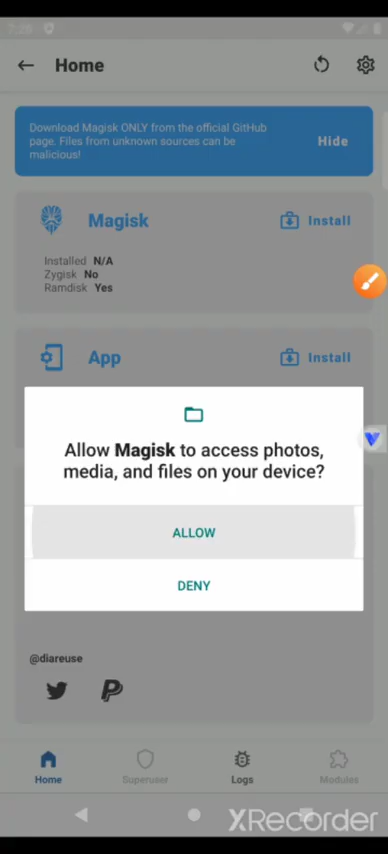 7:26
Home
Download Magisk ONLY from the official GitHub
page. Files from unknown sources can be
malicious!
Hide
Magisk
Install
Installed N/A
Zygisk No
Ramdisk Yes
App
Install
Allow Magisk to access photos,
media, and files on your device?
ALLOW
DENY
@diareuse
Home
Superuser
Logs
Modules
XRecorder